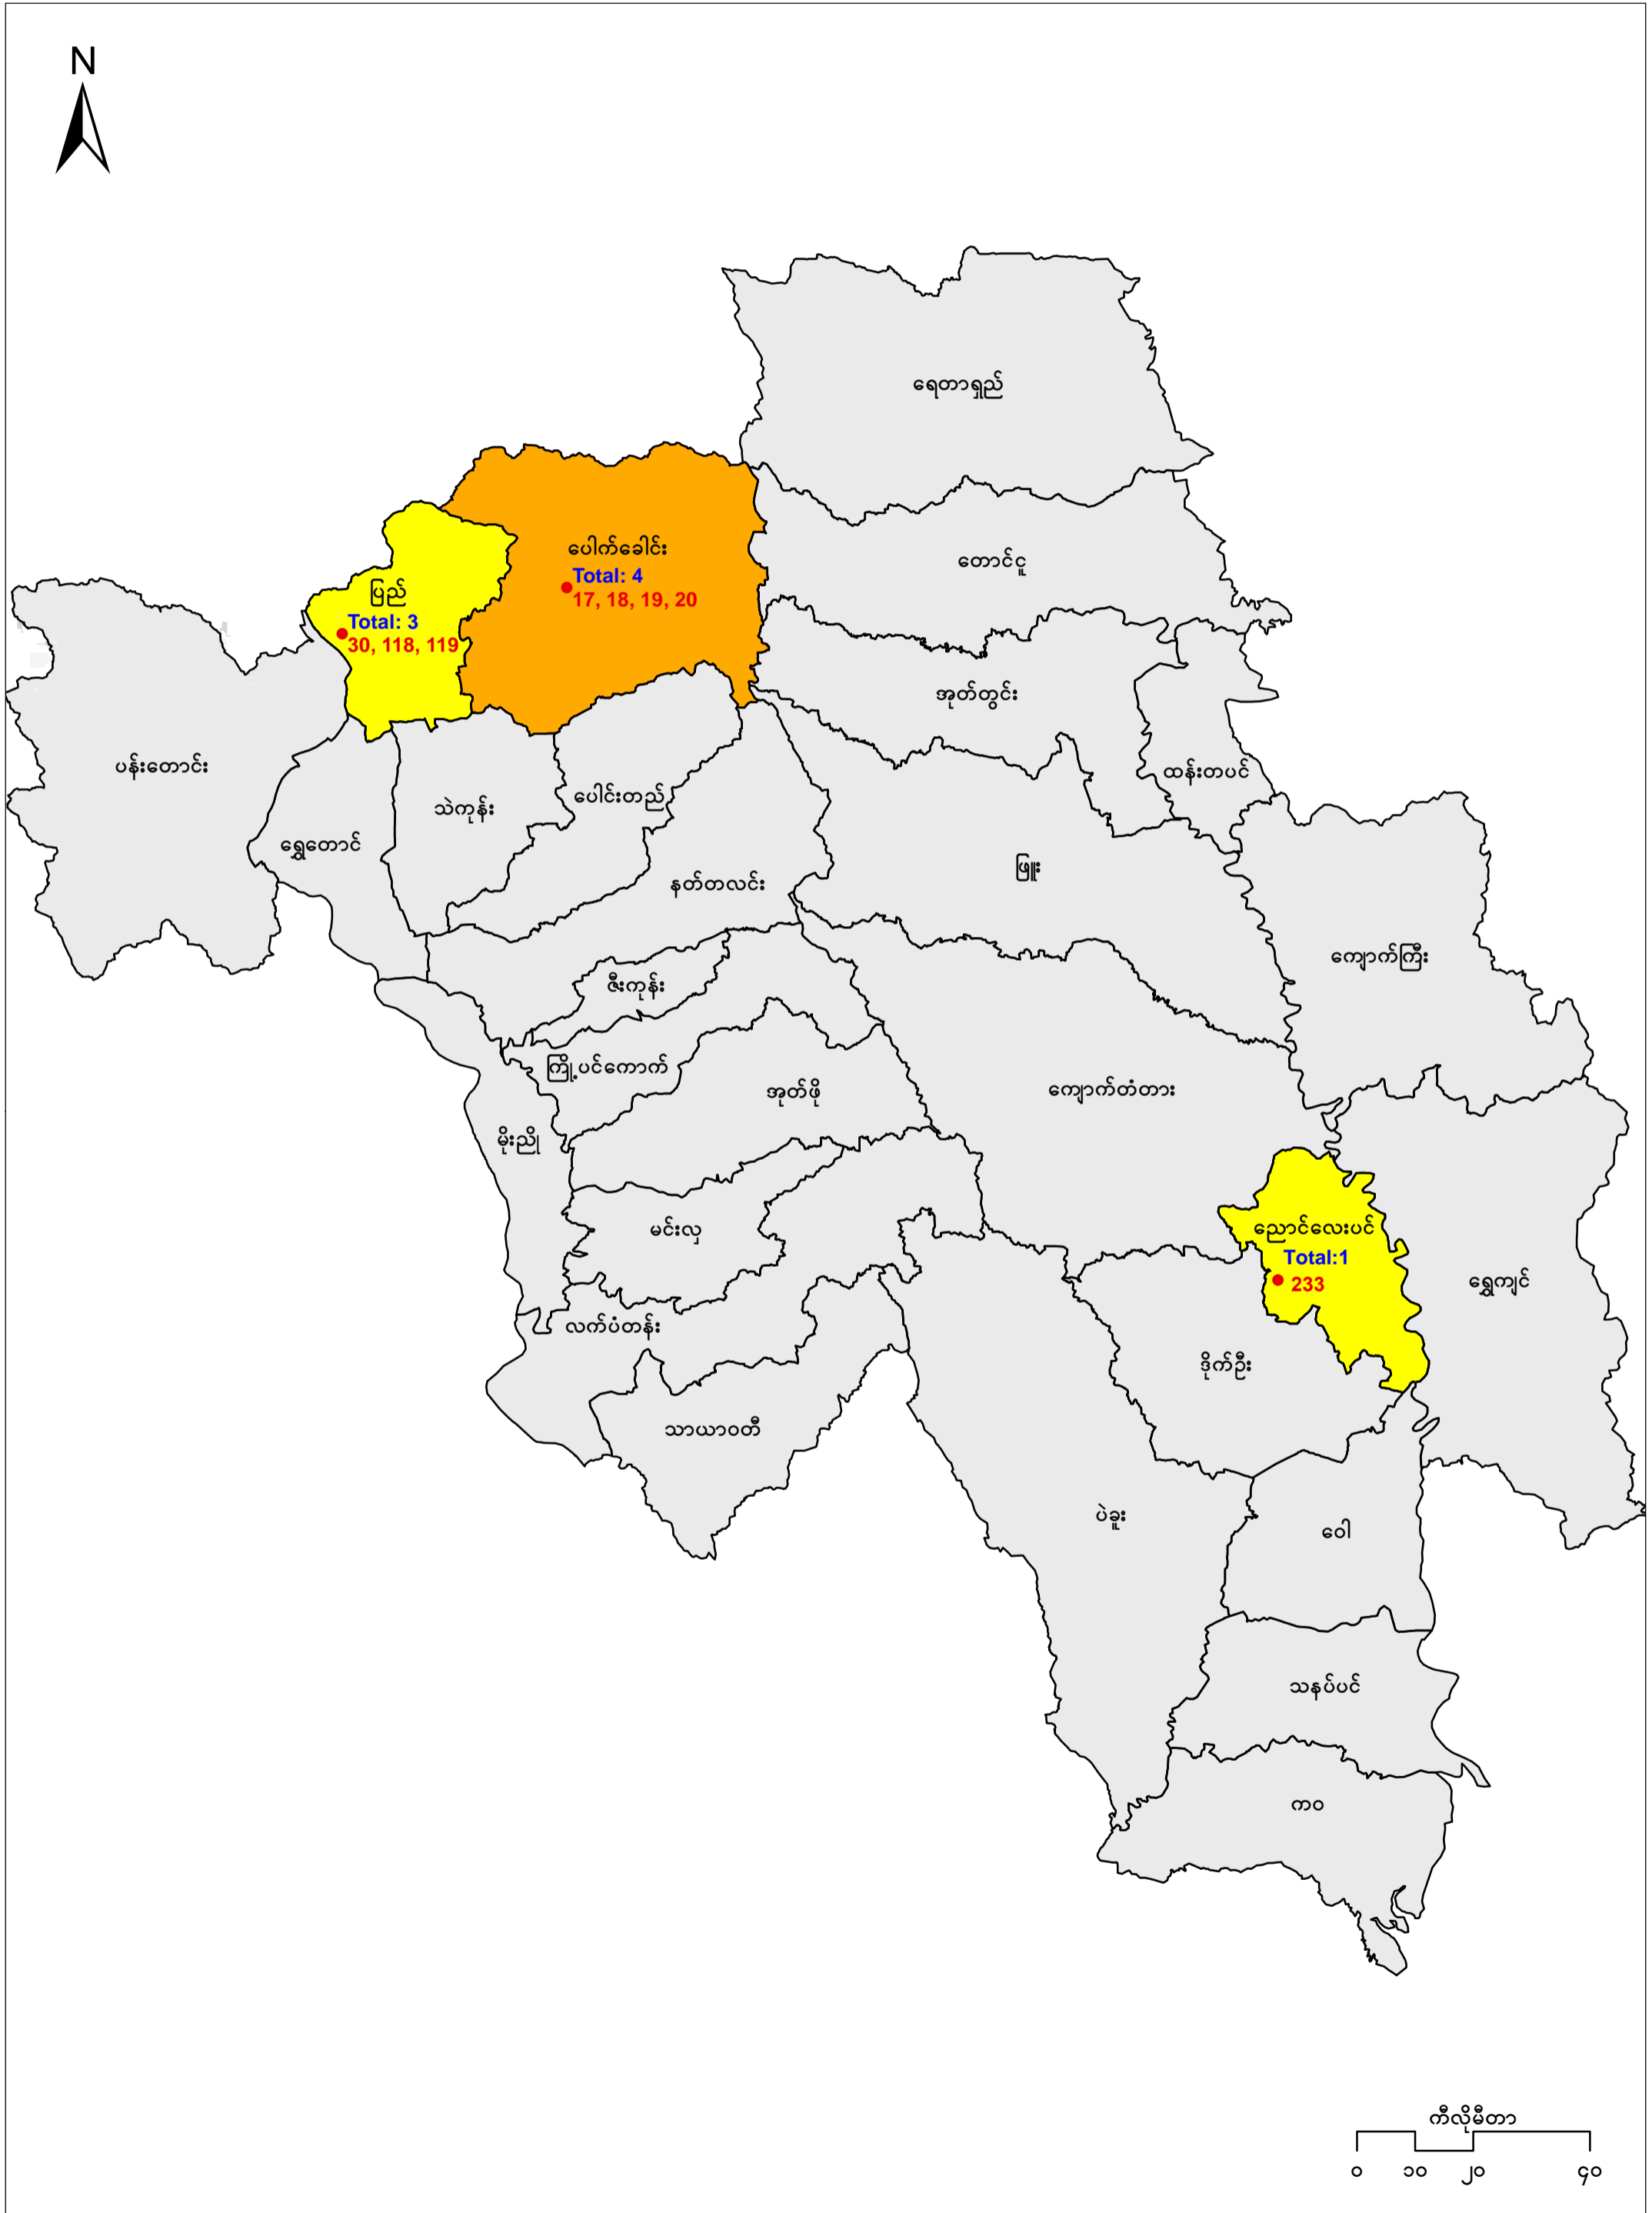 N
ရေတာရှည်
ပေါက်ခေါင်း
Total: 4
17, 18, 19, 20
တောင်ငူ
ပြည်
Total: 3
30, 118, 119
အုတ်တွင်း
ပန်းတောင်း
ထန်းတပင်
ပေါင်းတည်
သဲကုန်း
ရွှေတောင်
ဖြူး
နတ်တလင်း
ကျောက်ကြီး
ဇီးကုန်း
ကြို့ပင်ကောက်
အုတ်ဖို
ကျောက်တံတား
မိုးညို
မင်းလှ
ညောင်လေးပင်
Total:1
233
ရွှေကျင်
လက်ပံတန်း
ဒိုက်ဦး
သာယာဝတီ
ပဲခူး
ဝေါ
သနပ်ပင်
ကဝ
ကီလိုမီတာ
၀ ၁၀ ၂၀ ၄၀